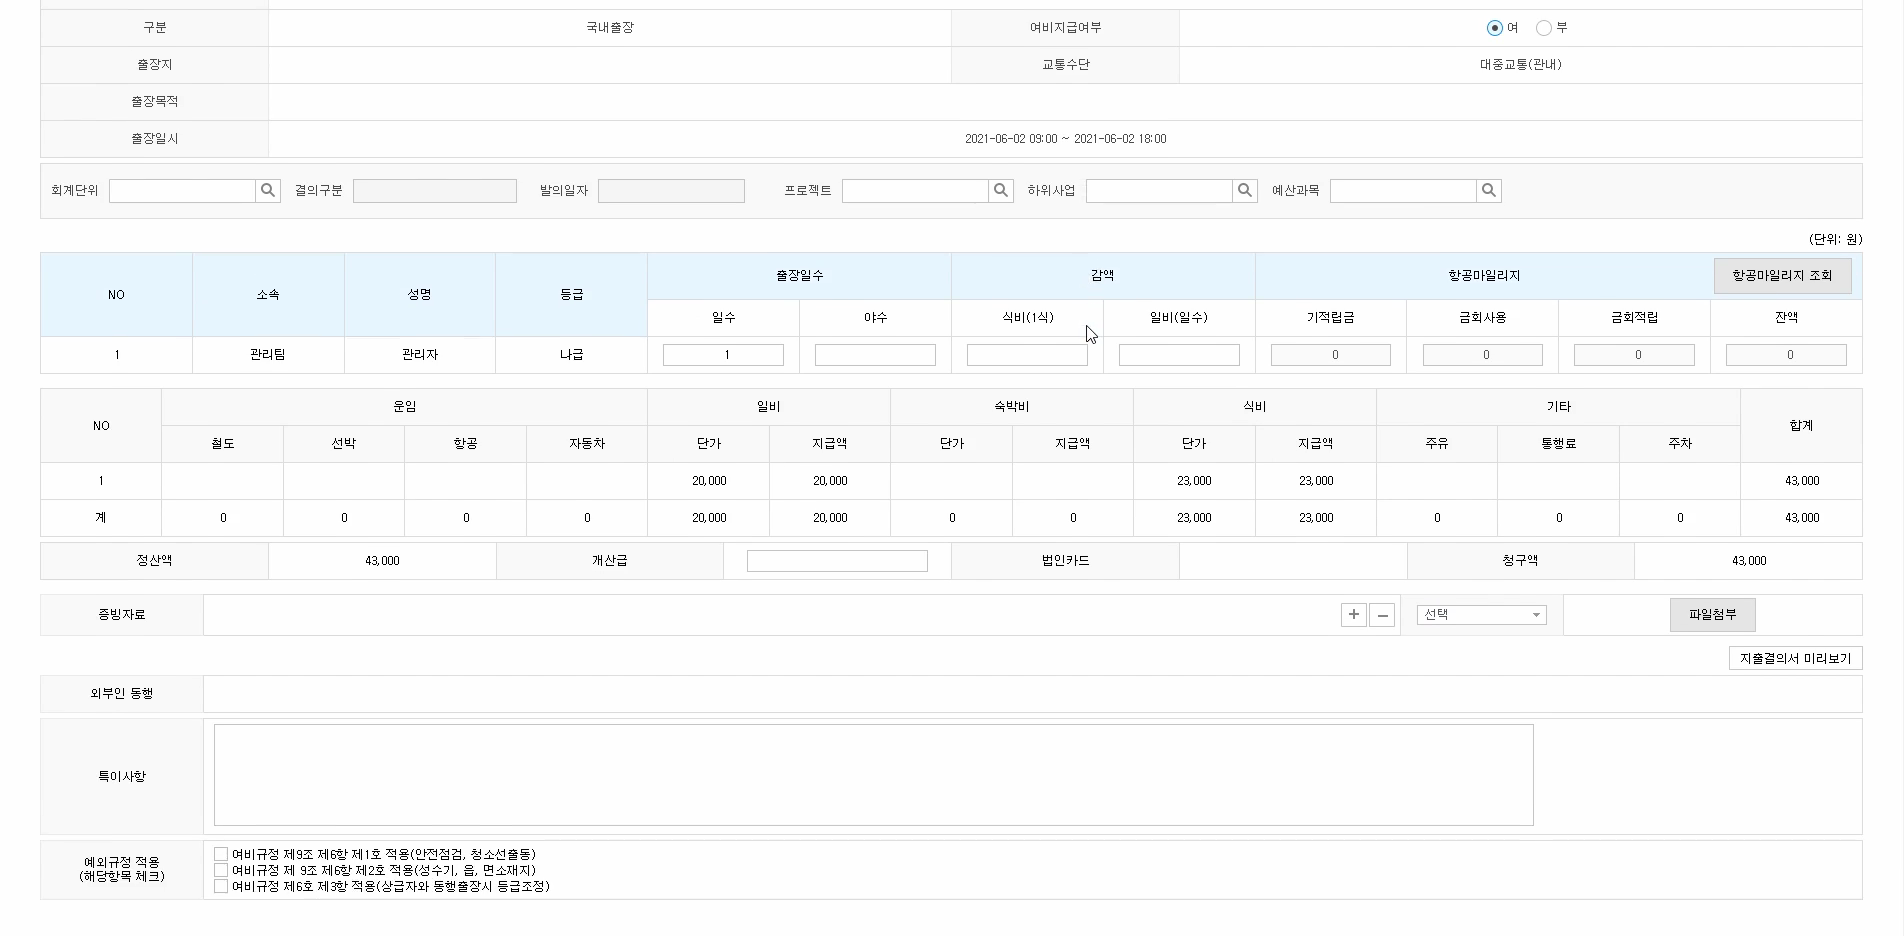 구분 국내출장 여비지급여부 여 부
출장지 교통수단 대중교통(관내)
출장목적
출장일시 2021-06-02 09:00 ~ 2021-06-02 18:00
회계단위 결의구분 발의일자 프로젝트 하위사업 예산과목
(단위: 원)
NO 소속 성명 등급 출장일수 감액 항공마일리지 항공마일리지 조회
일수 야수 식비(1식) 일비(일수) 기적립금 금회사용 금회적립 잔액
1 관리팀 관리자 나급 1 0 0 0 0
NO 운임 일비 숙박비 식비 기타 합계
철도 선박 항공 자동차 단가 지급액 단가 지급액 단가 지급액 주유 통행료 주차
1 20,000 20,000 23,000 23,000 43,000
계 0 0 0 0 20,000 20,000 0 0 23,000 23,000 0 0 0 43,000
정산액 43,000 개산급 법인카드 청구액 43,000
증빙자료 선택 파일첨부
지출결의서 미리보기
외부인 동행
특이사항
예외규정 적용
(해당항목 체크)
여비규정 제9조 제6항 제1호 적용(안전점검, 청소선출동)
여비규정 제 9조 제6항 제2호 적용(성수기, 읍, 면소재지)
여비규정 제6호 제3항 적용(상급자와 동행출장시 등급조정)